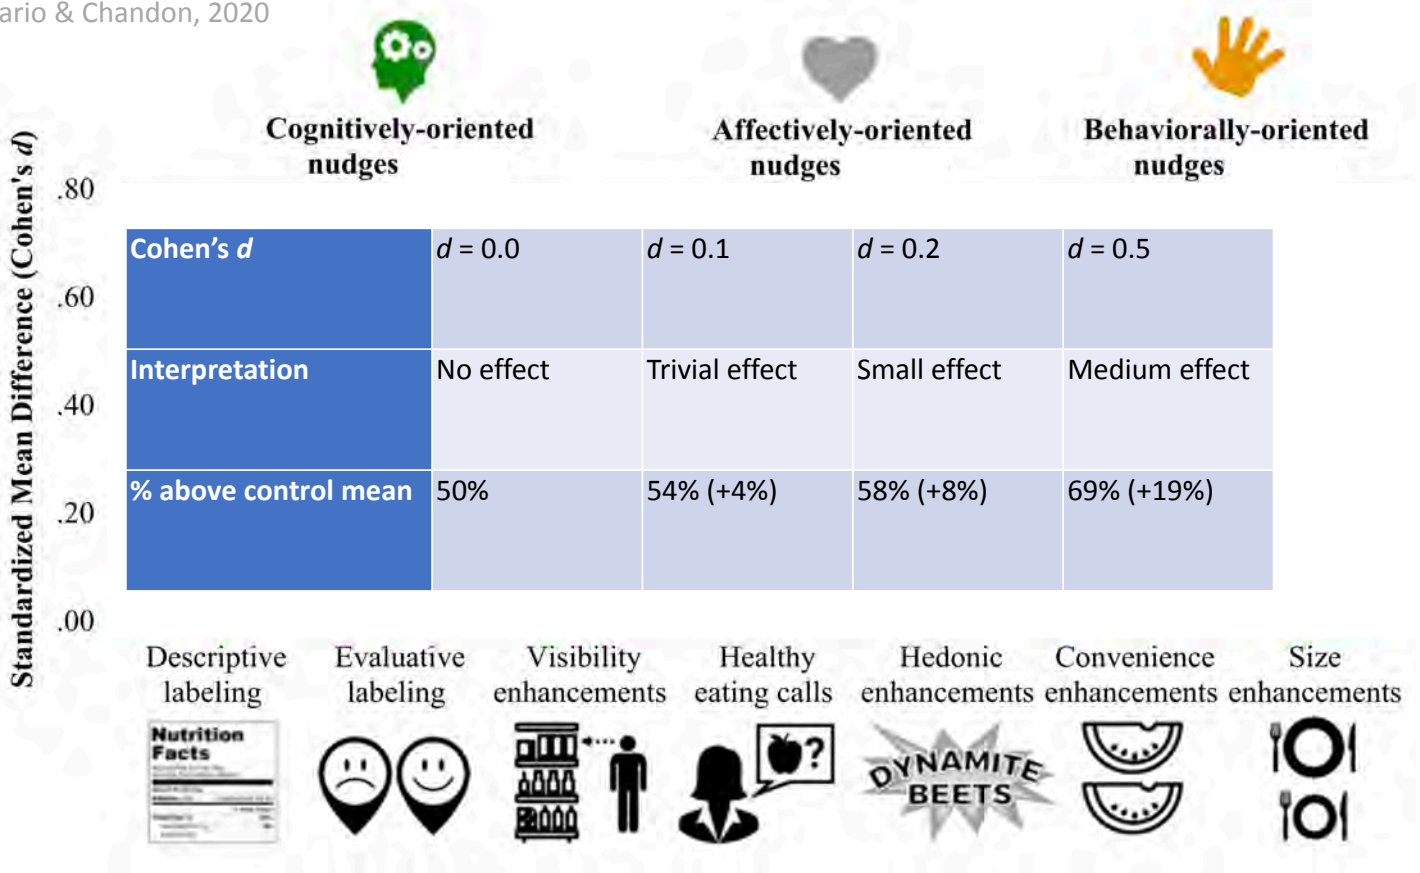 ario & Chandon, 2020
Cognitively-oriented
nudges
Affectively-oriented
nudges
Behaviorally-oriented
nudges
Standardized Mean Difference (Cohen's d)
.80
.60
.40
.20
.00
Cohen’s d
d = 0.0
d = 0.1
d = 0.2
d = 0.5
Interpretation
No effect
Trivial effect
Small effect
Medium effect
% above control mean
50%
54% (+4%)
58% (+8%)
69% (+19%)
Descriptive
labeling
Evaluative
labeling
Visibility
enhancements
Healthy
eating calls
Hedonic
enhancements
Convenience
enhancements
Size
enhancements
Nutrition
Facts
?
DYNAMITE
BEETS